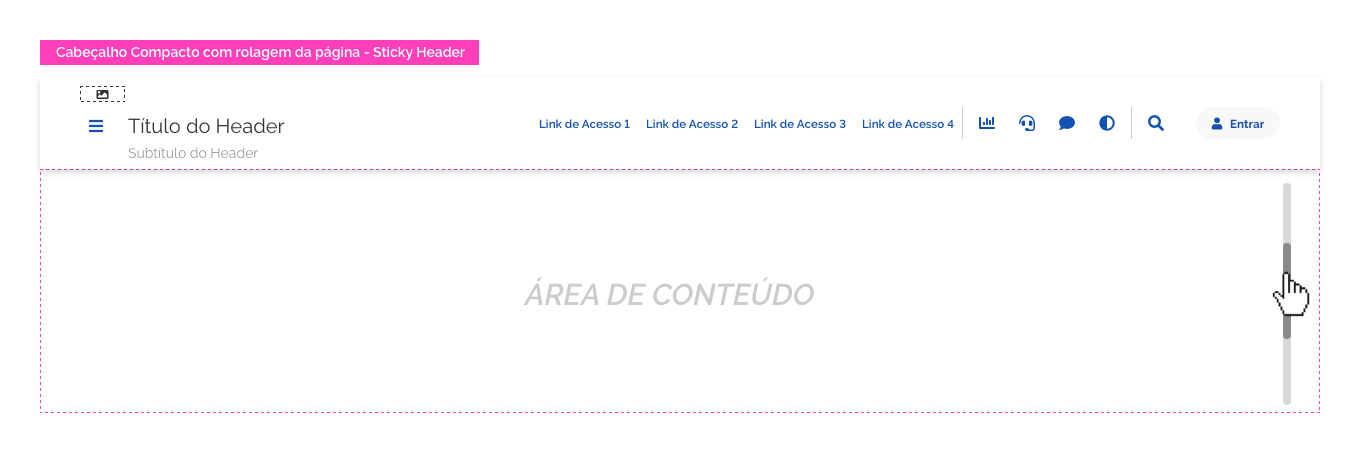 Cabeçalho Compacto com rolagem da página - Sticky Header
Título do Header
Subtítulo do Header
Link de Acesso 1
Link de Acesso 2
Link de Acesso 3
Link de Acesso 4
Entrar
ÁREA DE CONTEÚDO